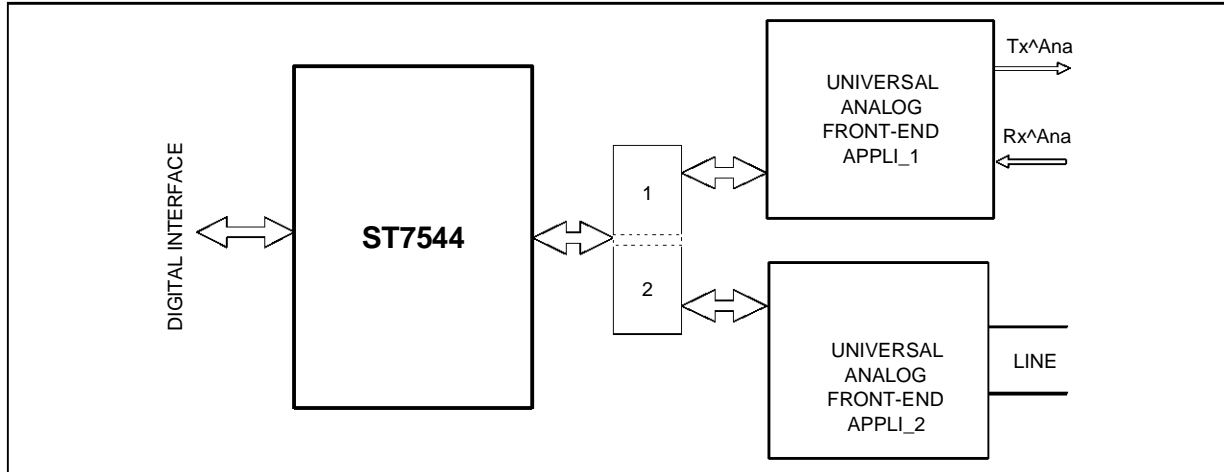 DIGITAL INTERFACE
ST7544
1
2
UNIVERSAL
ANALOG
FRONT-END
APPLI_1
Tx^Ana
Rx^Ana
UNIVERSAL
ANALOG
FRONT-END
APPLI_2
LINE